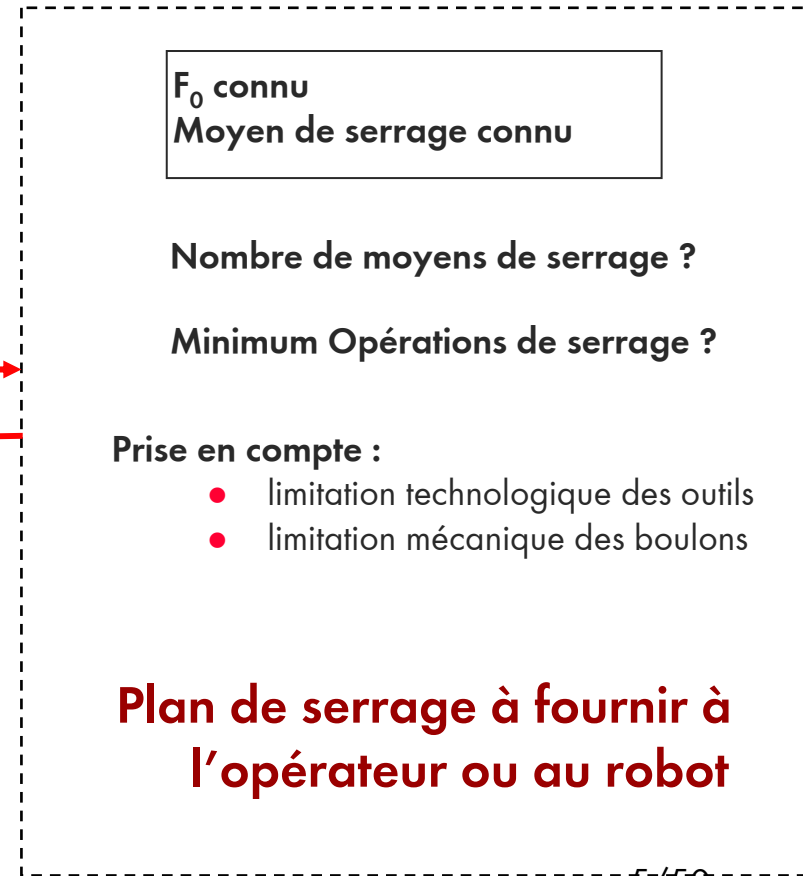 F₀ connu
Moyen de serrage connu
Nombre de moyens de serrage ?
Minimum Opérations de serrage ?
Prise en compte :
● limitation technologique des outils
● limitation mécanique des boulons
Plan de serrage à fournir à
l’opérateur ou au robot